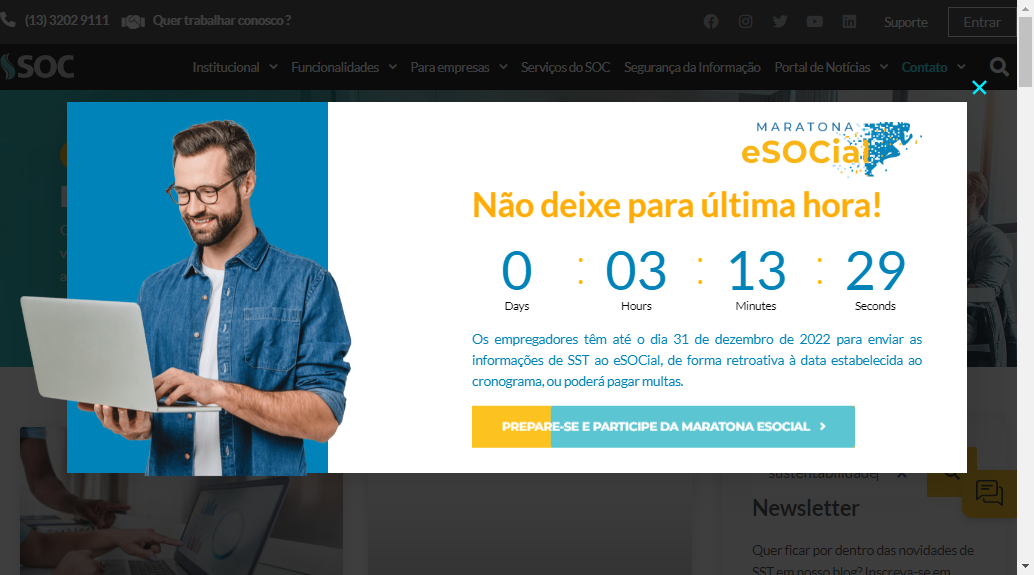 (13) 3202 9111
Quer trabalhar conosco ?
Suporte
Entrar
SOC
Institucional
Funcionalidades
Para empresas
Serviços do SOC
Segurança da Informação
Portal de Notícias
Contato
MARATONA
eSOCial
Não deixe para última hora!
0 : 03 : 13 : 29
Days Hours Minutes Seconds
Os empregadores têm até o dia 31 de dezembro de 2022 para enviar as
informações de SST ao eSOCial, de forma retroativa à data estabelecida ao
cronograma, ou poderá pagar multas.
PREPARE-SE E PARTICIPE DA MARATONA ESOCIAL
sustentabilidade
Newsletter
Quer ficar por dentro das novidades de
SST em nosso blog? Inscreva-se em